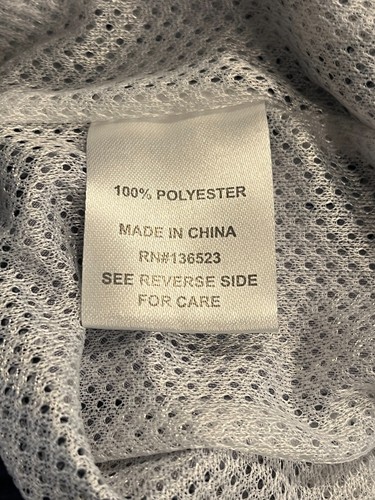 100% POLYESTER
MADE IN CHINA
RN#136523
SEE REVERSE SIDE
FOR CARE